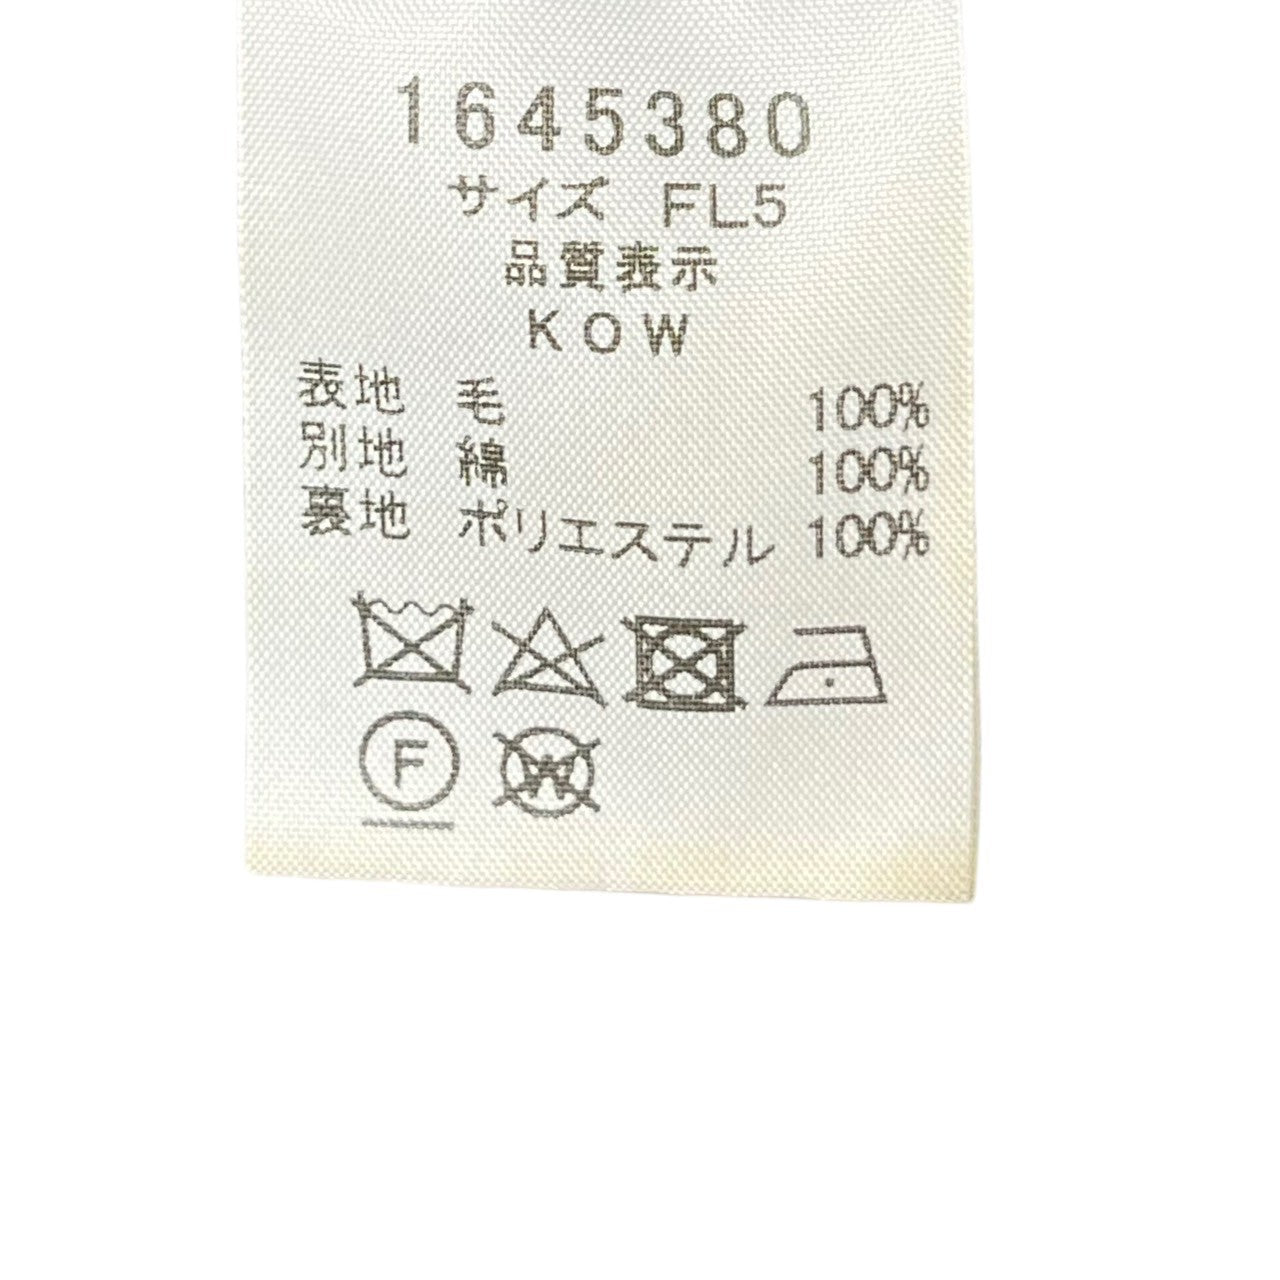 1645380
サイズ FL5
品質表示
KOW
表地 毛 100%
別地 綿 100%
裏地 ポリエステル 100%
F W